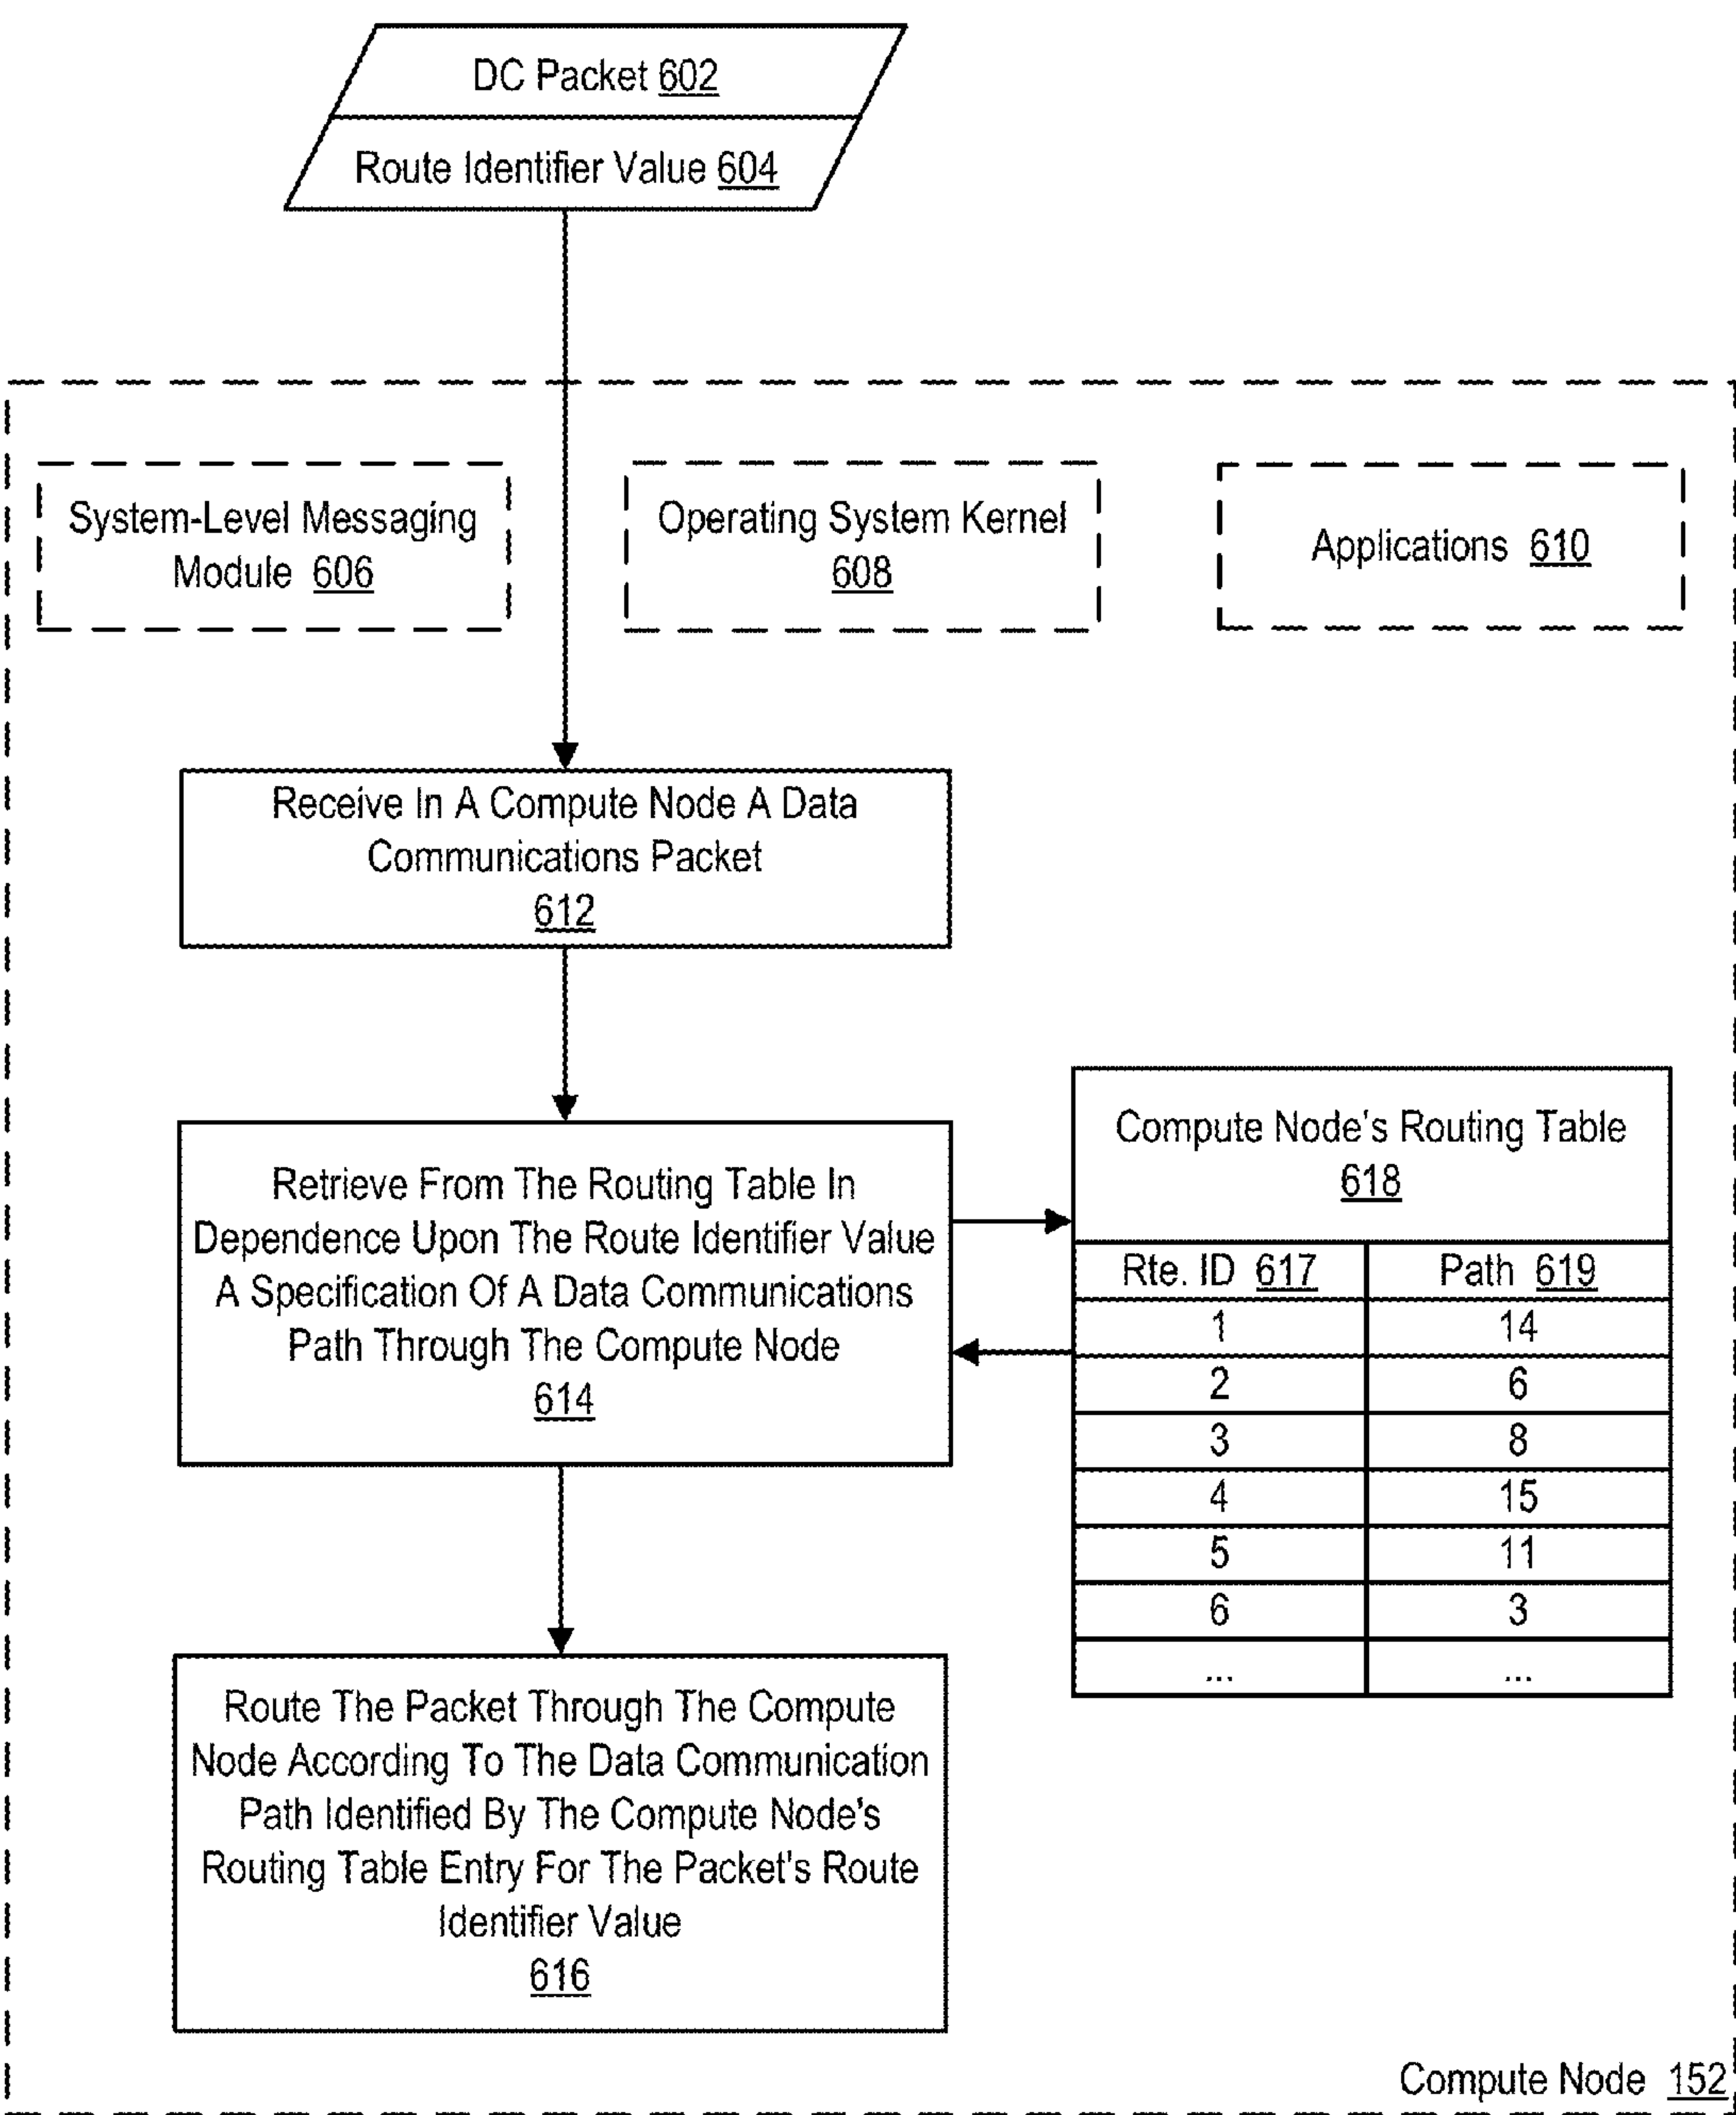 DC Packet 602
Route Identifier Value 604
System-Level Messaging
Module 606
Operating System Kernel
608
Applications 610
Receive In A Compute Node A Data
Communications Packet
612
Retrieve From The Routing Table In
Dependence Upon The Route Identifier Value
A Specification Of A Data Communications
Path Through The Compute Node
614
Compute Node's Routing Table
618
Rte. ID 617 Path 619
1 14
2 6
3 8
4 15
5 11
6 3
... ...
Route The Packet Through The Compute
Node According To The Data Communication
Path Identified By The Compute Node's
Routing Table Entry For The Packet's Route
Identifier Value
616
Compute Node 152